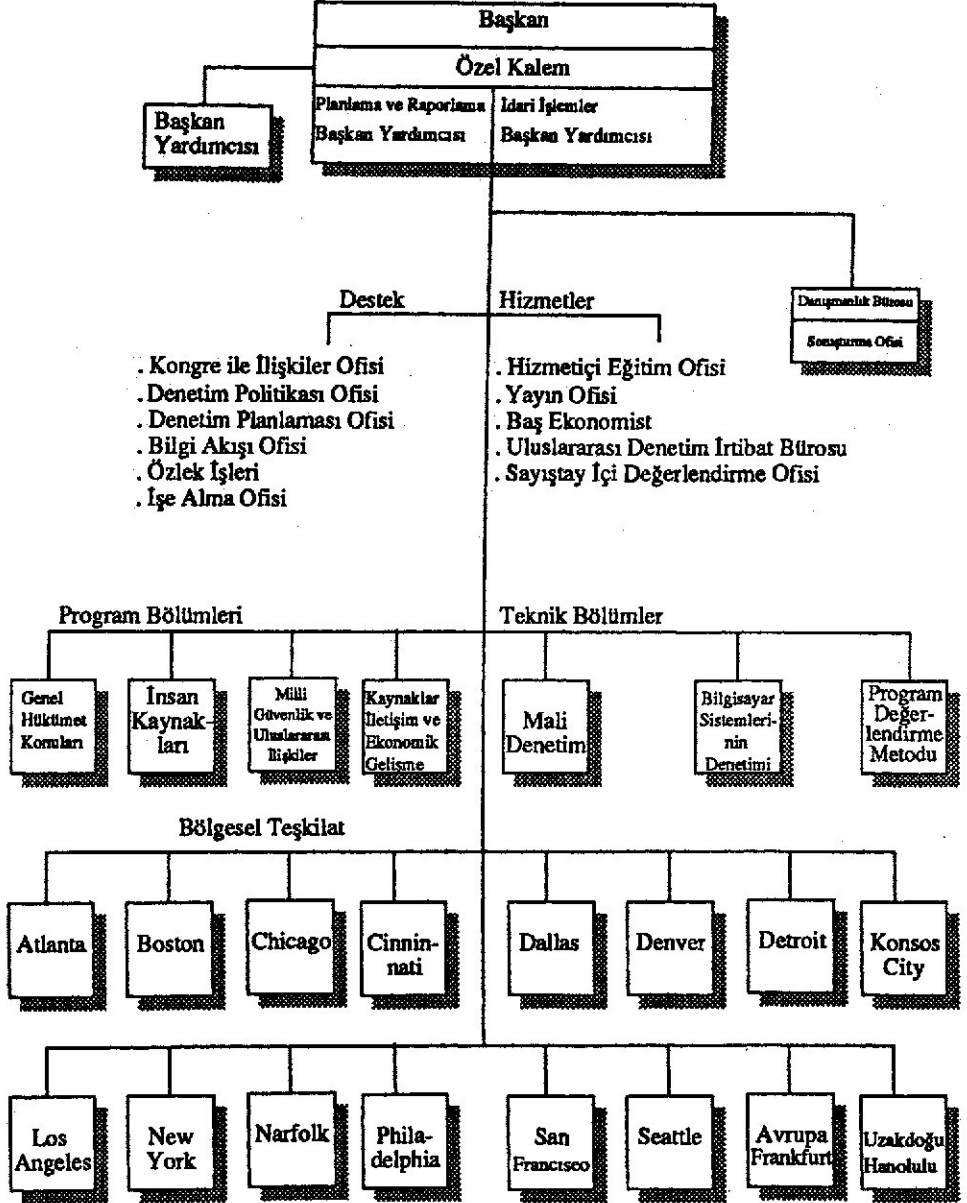 Başkan
Özel Kalem
Planlama ve Raporlama
Başkan Yardımcısı
İdari İşlemler
Başkan Yardımcısı
Başkan
Yardımcısı
Danışmanlık Bürosu
Soruşturma Ofisi
Destek
Hizmetler
. Kongre ile İlişkiler Ofisi
. Denetim Politikası Ofisi
. Denetim Planlaması Ofisi
. Bilgi Akışı Ofisi
. Özlek İşleri
. İşe Alma Ofisi
. Hizmetiçi Eğitim Ofisi
. Yayın Ofisi
. Baş Ekonomist
. Uluslararası Denetim İrtibat Bürosu
. Sayıştay İçi Değerlendirme Ofisi
Program Bölümleri
Teknik Bölümler
Genel
Hükümet
Konuları
İnsan
Kaynak-
ları
Milli
Güvenlik ve
Uluslararası
İlişkiler
Kaynaklar
İletişim ve
Ekonomik
Gelişme
Mali
Denetim
Bilgisayar
Sistemleri-
nin
Denetimi
Program
Değer-
lendirme
Metodu
Bölgesel Teşkilat
Atlanta
Boston
Chicago
Cinnin-
nati
Dallas
Denver
Detroit
Konsos
City
Los
Angeles
New
York
Narfolk
Phila-
delphia
San
Francısco
Seattle
Avrupa
Frankfurt
Uzakdoğu
Hanolulu